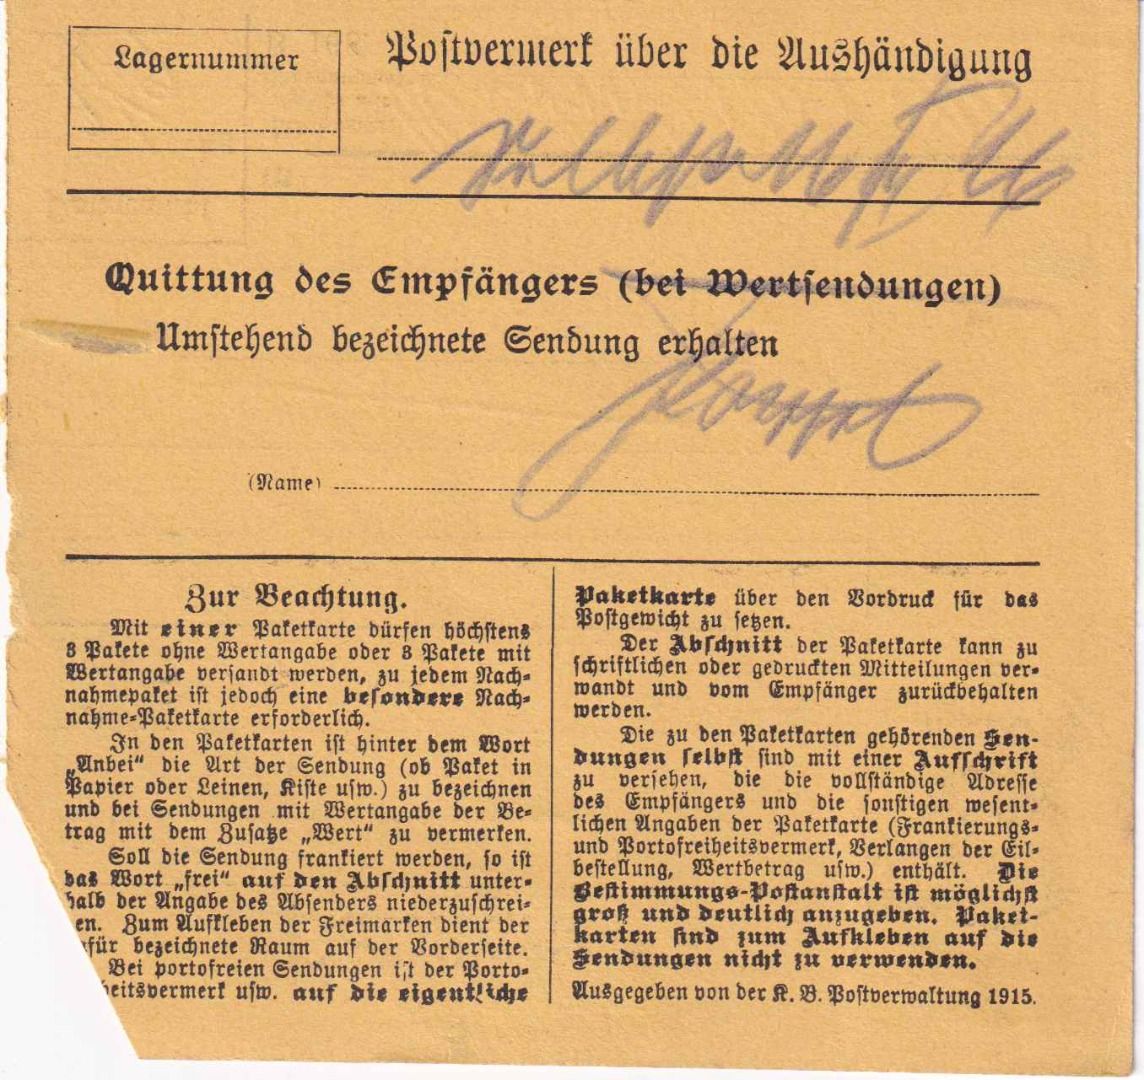 Lagernummer
Postvermerk über die Aushändigung
Quittung des Empfängers (bei Wertsendungen)
Umstehend bezeichnete Sendung erhalten
(Name)
Zur Beachtung.
Mit einer Paketkarte dürfen höchstens
3 Pakete ohne Wertangabe oder 3 Pakete mit
Wertangabe versandt werden, zu jedem Nach-
nahmepaket ist jedoch eine besondere Nach-
nahme-Paketkarte erforderlich.
In den Paketkarten ist hinter dem Wort
„Anbei“ die Art der Sendung (ob Paket in
Papier oder Leinen, Kiste usw.) zu bezeichnen
und bei Sendungen mit Wertangabe der Be-
trag mit dem Zusatze „Wert“ zu vermerken.
Soll die Sendung frankiert werden, so ist
das Wort „frei“ auf den Abschnitt unter-
halb der Angabe des Absenders niederzuschrei-
en. Zum Aufkleben der Freimarken dient der
für bezeichnete Raum auf der Vorderseite.
Bei portofreien Sendungen ist der Porto-
heitsvermerk usw. auf die eigentliche
Paketkarte über den Vordruck für das
Postgewicht zu setzen.
Der Abschnitt der Paketkarte kann zu
schriftlichen oder gedruckten Mitteilungen ver-
wandt und vom Empfänger zurückbehalten
werden.
Die zu den Paketkarten gehörenden Sen-
dungen selbst sind mit einer Aufschrift
zu versehen, die die vollständige Adresse
des Empfängers und die sonstigen wesent-
lichen Angaben der Paketkarte (Frankierungs-
und Portofreiheitsvermerk, Verlangen der Eil-
bestellung, Wertbetrag usw.) enthält. Die
Bestimmungs-Postanstalt ist möglichst
groß und deutlich anzugeben. Paket-
karten sind zum Aufkleben auf die
Sendungen nicht zu verwenden.
Ausgegeben von der K. B. Postverwaltung 1915.